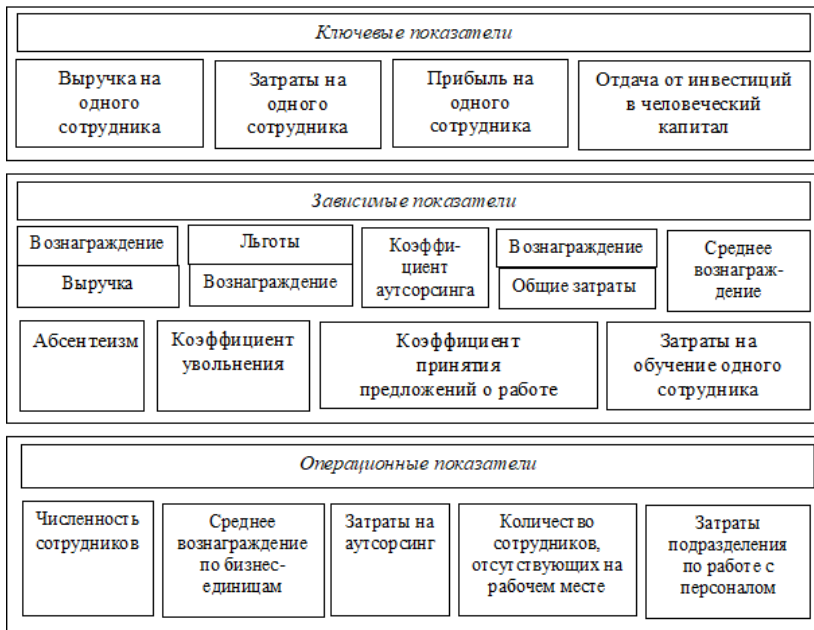 Ключевые показатели
Выручка на
одного
сотрудника
Затраты на
одного
сотрудника
Прибыль на
одного
сотрудника
Отдача от инвестиций
в человеческий
капитал
Зависимые показатели
Вознаграждение
Выручка
Льготы
Вознаграждение
Коэффи-
циент
аутсорсинга
Вознаграждение
Общие затраты
Среднее
вознаграж-
дение
Абсентеизм
Коэффициент
увольнения
Коэффициент
принятия
предложений о работе
Затраты на
обучение одного
сотрудника
Операционные показатели
Численность
сотрудников
Среднее
вознаграждение
по бизнес-
единицам
Затраты на
аутсорсинг
Количество
сотрудников,
отсутствующих на
рабочем месте
Затраты
подразделения
по работе с
персоналом